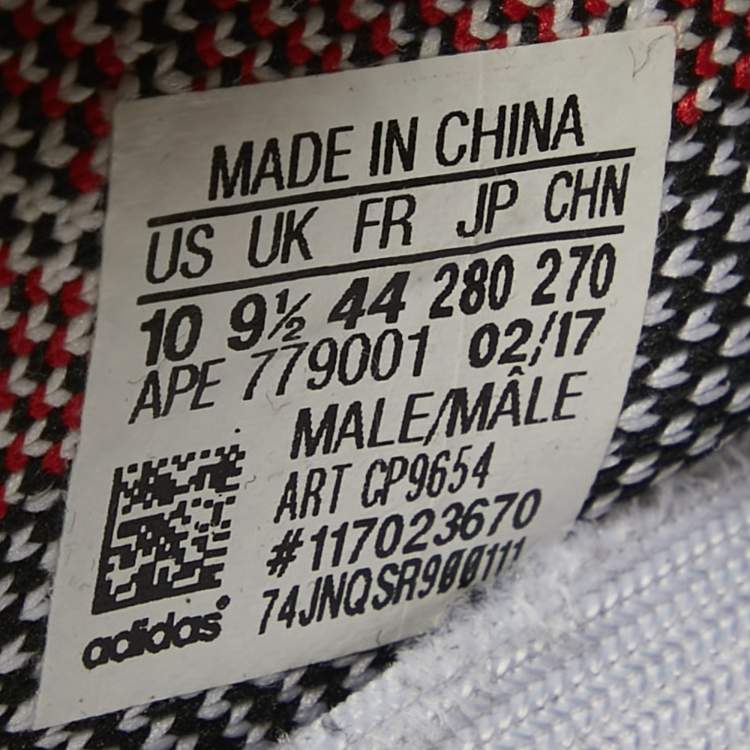 MADE IN CHINA
US UK FR JP CHN
10 9½ 44 280 270
APE 779001 02/17
MALE/MÂLE
ART CP9654
#117023670
74JNQSR900111
adidas®